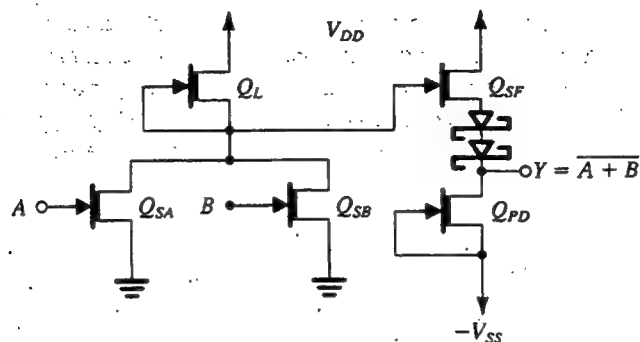 V_DD
Q_L
Q_SF
A
Q_SA
B
Q_SB
Y = \overline{A + B}
Q_PD
-V_SS